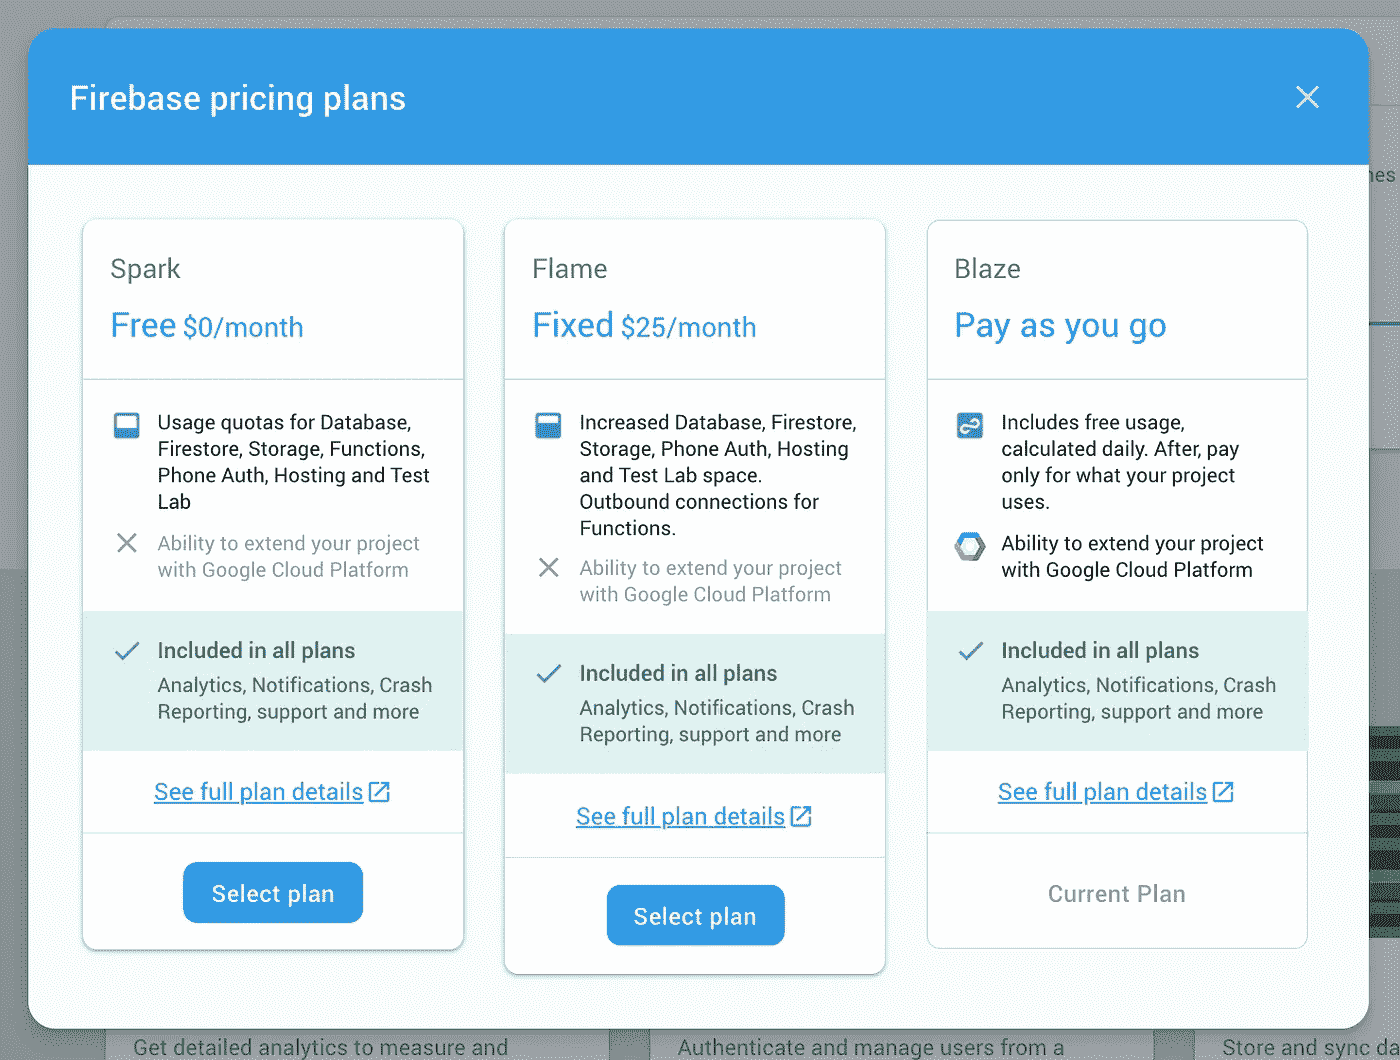 Firebase pricing plans
Spark
Free $0/month
Usage quotas for Database,
Firestore, Storage, Functions,
Phone Auth, Hosting and Test
Lab
Ability to extend your project
with Google Cloud Platform
Included in all plans
Analytics, Notifications, Crash
Reporting, support and more
See full plan details
Select plan
Flame
Fixed $25/month
Increased Database, Firestore,
Storage, Phone Auth, Hosting
and Test Lab space.
Outbound connections for
Functions.
Ability to extend your project
with Google Cloud Platform
Included in all plans
Analytics, Notifications, Crash
Reporting, support and more
See full plan details
Select plan
Blaze
Pay as you go
Includes free usage,
calculated daily. After, pay
only for what your project
uses.
Ability to extend your project
with Google Cloud Platform
Included in all plans
Analytics, Notifications, Crash
Reporting, support and more
See full plan details
Current Plan
Get detailed analytics to measure and
Authenticate and manage users from a
Store and sync